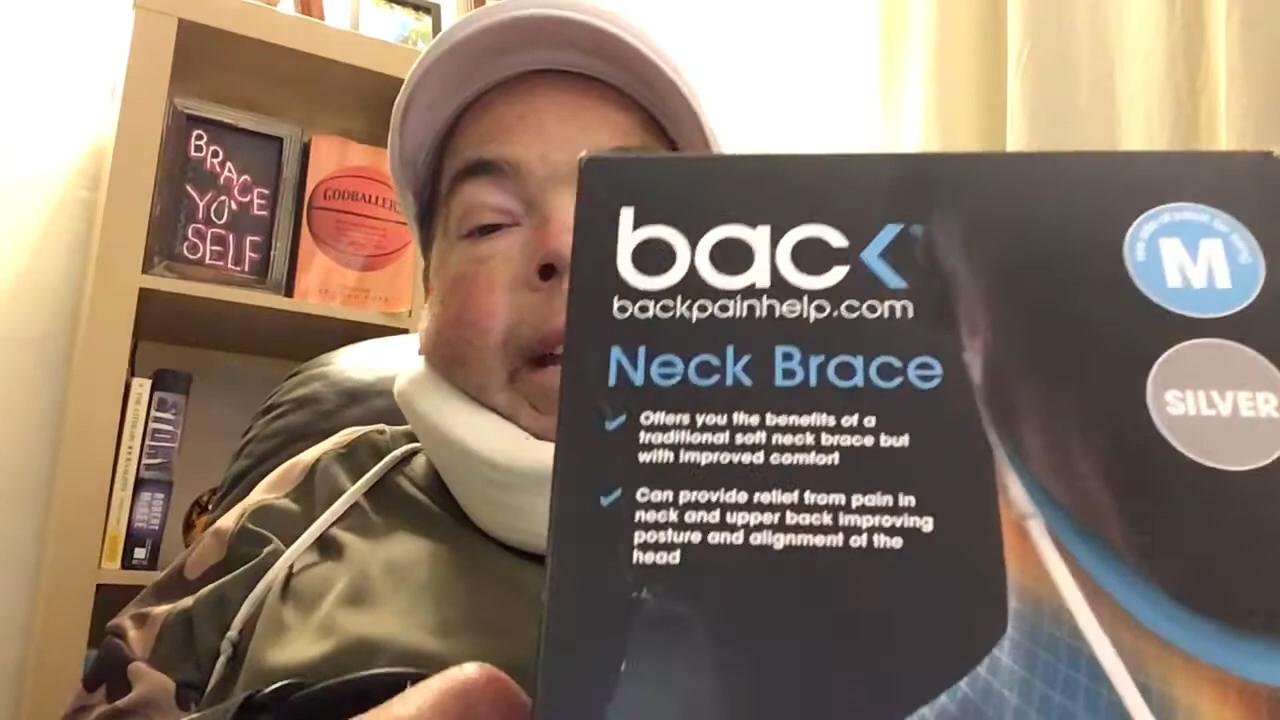 BRACE
YO'
SELF
GODBALLER
STORY
ROBERT
McKEE
back
backpainhelp.com
Neck Brace
Offers you the benefits of a
traditional soft neck brace but
with improved comfort
Can provide relief from pain in
neck and upper back improving
posture and alignment of the
head
M
SILVER